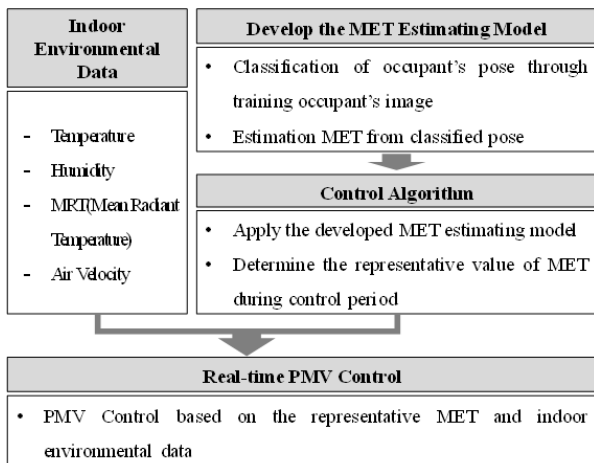 Indoor
Environmental
Data
- Temperature
- Humidity
- MRT(Mean Radiant
Temperature)
- Air Velocity
Develop the MET Estimating Model
• Classification of occupant's pose through
training occupant's image
• Estimation MET from classified pose
Control Algorithm
• Apply the developed MET estimating model
• Determine the representative value of MET
during control period
Real-time PMV Control
• PMV Control based on the representative MET and indoor
environmental data